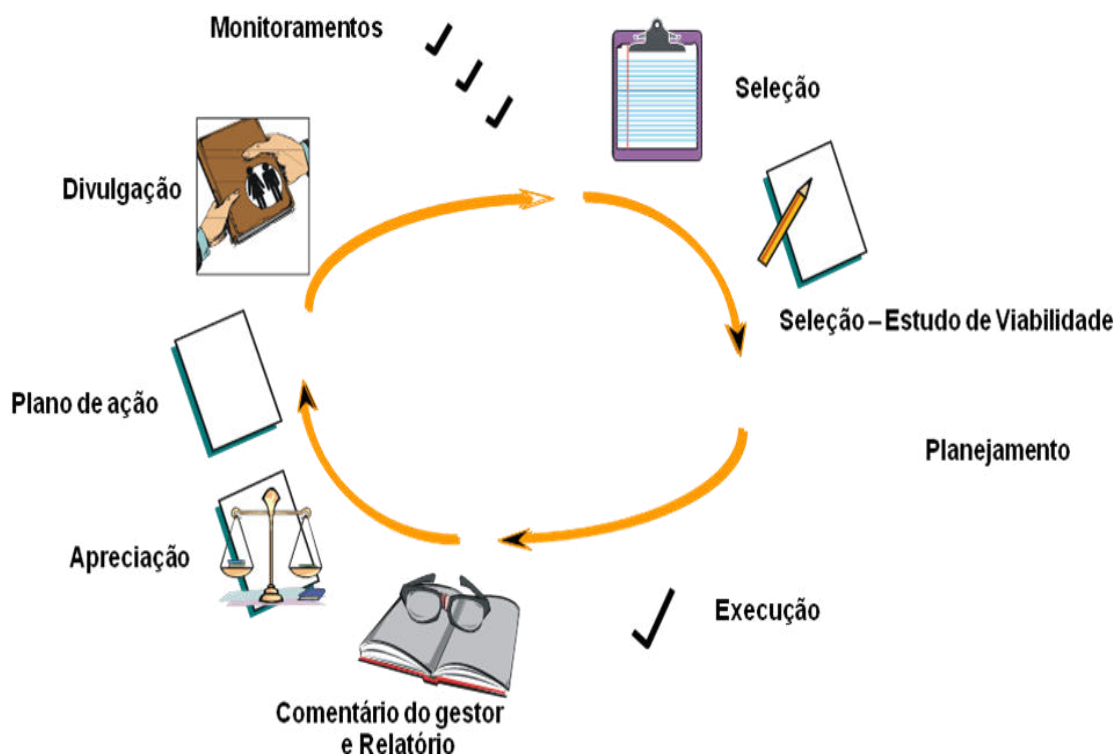 Monitoramentos
Seleção
Divulgação
Seleção – Estudo de Viabilidade
Plano de ação
Planejamento
Apreciação
Execução
Comentário do gestor
e Relatório